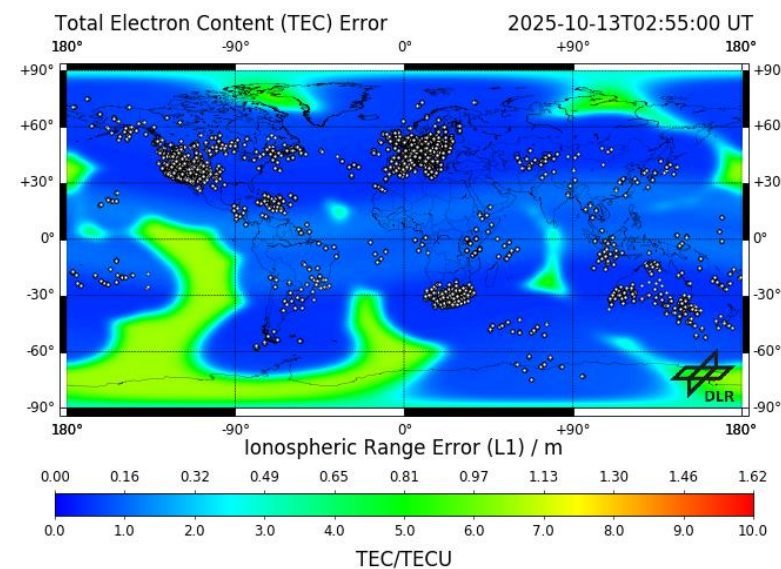 Total Electron Content (TEC) Error 2025-10-13T02:55:00 UT
180° -90° 0° +90° 180°
+90° +90
+60° +60
+30° +30
0° 0°
-30° -30°
-60° -60°
DLR
-90° -90°
180° -90° 0° +90° 180°
Ionospheric Range Error (L1) / m
0.00 0.16 0.32 0.49 0.65 0.81 0.97 1.13 1.30 1.46 1.62
0.0 1.0 2.0 3.0 4.0 5.0 6.0 7.0 8.0 9.0 10.0
TEC/TECU